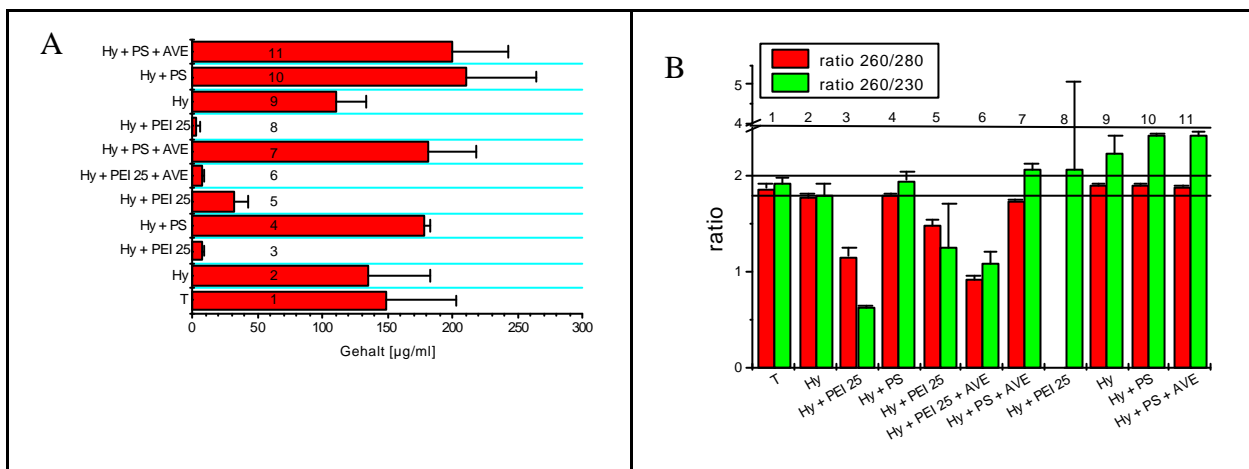 A
Hy + PS + AVE 11
Hy + PS 10
Hy 9
Hy + PEI 25 8
Hy + PS + AVE 7
Hy + PEI 25 + AVE 6
Hy + PEI 25 5
Hy + PS 4
Hy + PEI 25 3
Hy 2
T 1
0 50 100 150 200 250 300
Gehalt [µg/ml]
B
ratio 260/280
ratio 260/230
5
4
1 2 3 4 5 6 7 8 9 10 11
2
1
0
ratio
T
Hy
Hy + PEI 25
Hy + PS
Hy + PEI 25
Hy + PEI 25 + AVE
Hy + PS + AVE
Hy + PEI 25
Hy
Hy + PS
Hy + PS + AVE